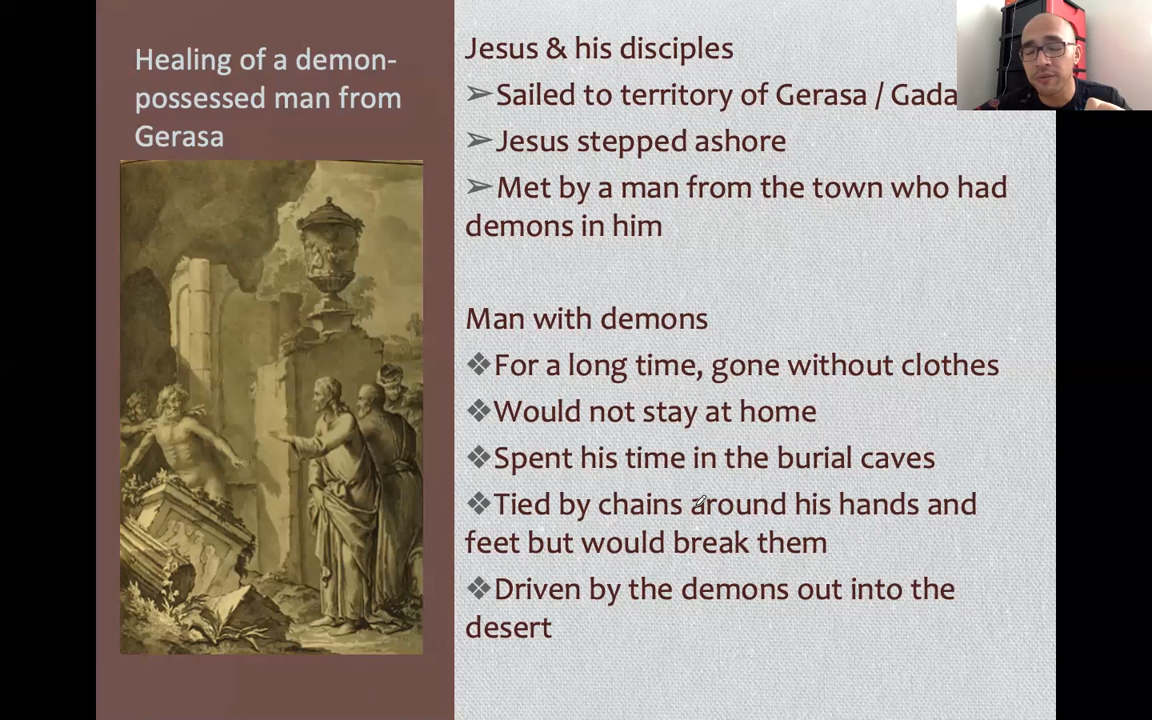 Healing of a demon-
possessed man from
Gerasa
Jesus & his disciples
➢Sailed to territory of Gerasa / Gada
➢Jesus stepped ashore
➢Met by a man from the town who had
demons in him
Man with demons
❖For a long time, gone without clothes
❖Would not stay at home
❖Spent his time in the burial caves
❖Tied by chains around his hands and
feet but would break them
❖Driven by the demons out into the
desert